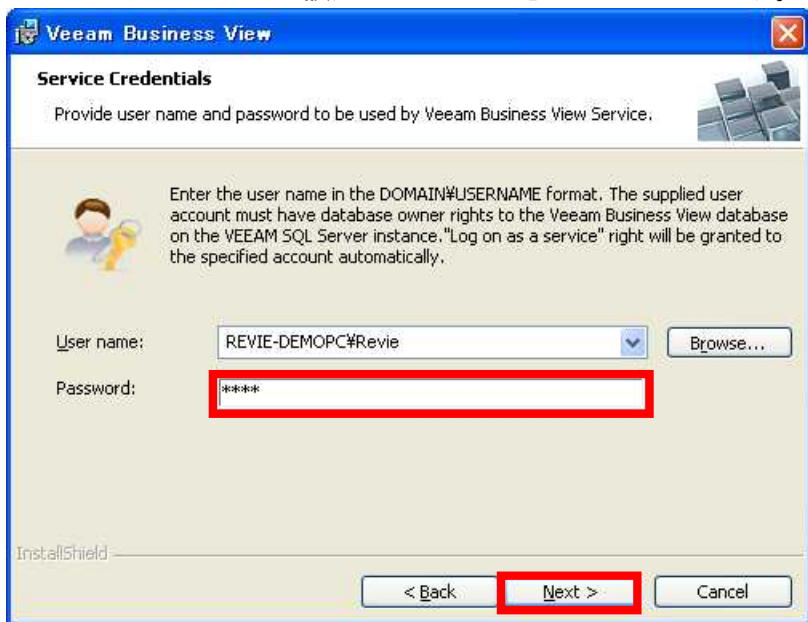 Veeam Business View
Service Credentials
Provide user name and password to be used by Veeam Business View Service.
Enter the user name in the DOMAIN¥USERNAME format. The supplied user
account must have database owner rights to the Veeam Business View database
on the VEEAM SQL Server instance."Log on as a service" right will be granted to
the specified account automatically.
User name:
REVIE-DEMOPC¥Revie
Browse...
Password:
****
InstallShield
< Back
Next >
Cancel